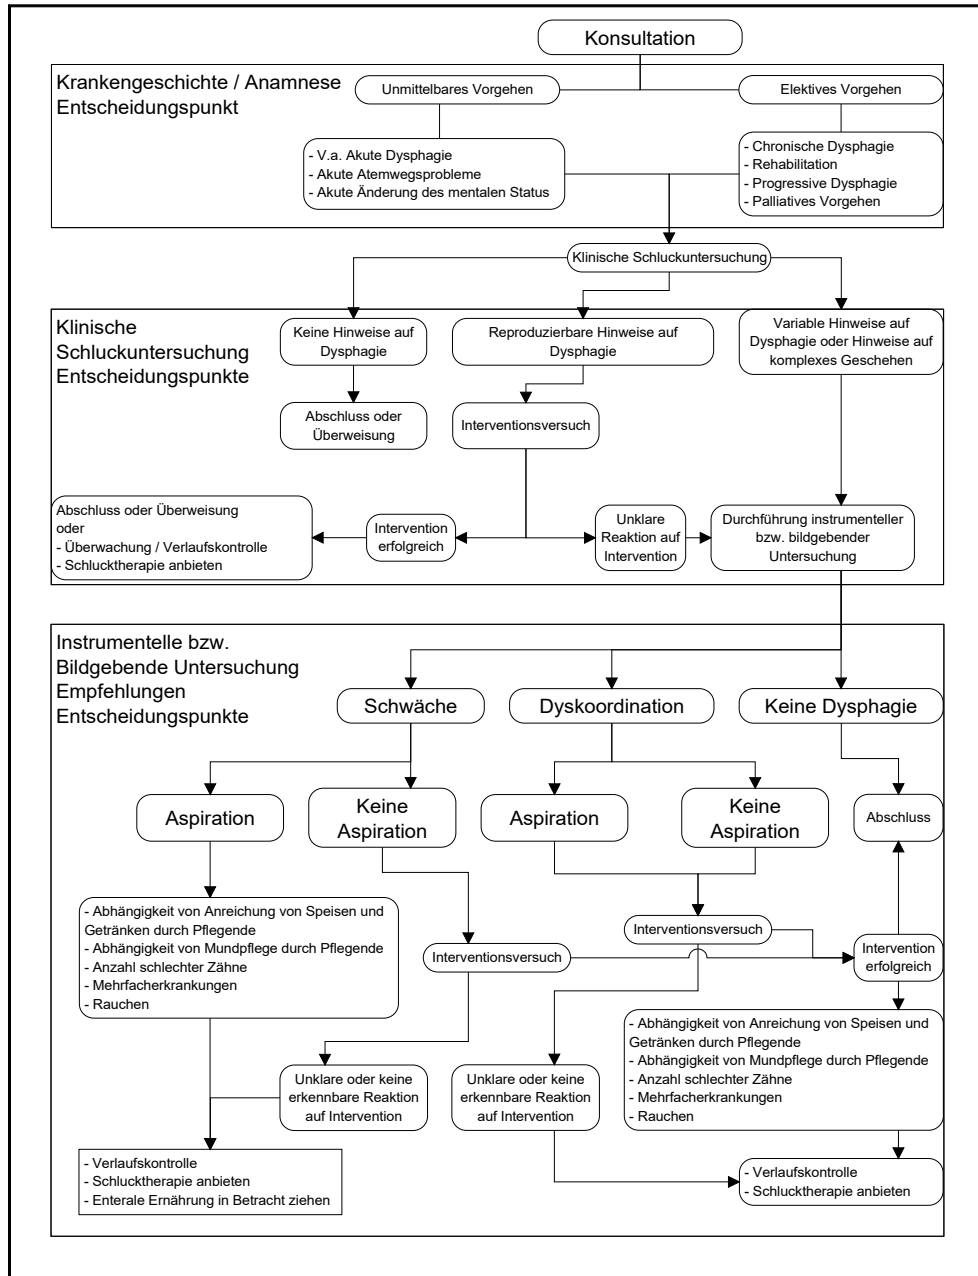 Konsultation
Krankengeschichte / Anamnese
Entscheidungspunkt
Unmittelbares Vorgehen
Elektives Vorgehen
- V.a. Akute Dysphagie
- Akute Atemwegsprobleme
- Akute Änderung des mentalen Status
- Chronische Dysphagie
- Rehabilitation
- Progressive Dysphagie
- Palliatives Vorgehen
Klinische Schluckuntersuchung
Klinische
Schluckuntersuchung
Entscheidungspunkte
Keine Hinweise auf
Dysphagie
Reproduzierbare Hinweise auf
Dysphagie
Variable Hinweise auf
Dysphagie oder Hinweise auf
komplexes Geschehen
Abschluss oder
Überweisung
Interventionsversuch
Abschluss oder Überweisung
oder
- Überwachung / Verlaufskontrolle
- Schlucktherapie anbieten
Intervention
erfolgreich
Unklare
Reaktion auf
Intervention
Durchführung instrumenteller
bzw. bildgebender
Untersuchung
Instrumentelle bzw.
Bildgebende Untersuchung
Empfehlungen
Entscheidungspunkte
Schwäche
Dyskoordination
Keine Dysphagie
Aspiration
Keine
Aspiration
Aspiration
Keine
Aspiration
Abschluss
- Abhängigkeit von Anreichung von Speisen und
Getränken durch Pflegende
- Abhängigkeit von Mundpflege durch Pflegende
- Anzahl schlechter Zähne
- Mehrfacherkrankungen
- Rauchen
Interventionsversuch
Interventionsversuch
Intervention
erfolgreich
- Abhängigkeit von Anreichung von Speisen und
Getränken durch Pflegende
- Abhängigkeit von Mundpflege durch Pflegende
- Anzahl schlechter Zähne
- Mehrfacherkrankungen
- Rauchen
Unklare oder keine
erkennbare Reaktion
auf Intervention
Unklare oder keine
erkennbare Reaktion
auf Intervention
- Verlaufskontrolle
- Schlucktherapie anbieten
- Enterale Ernährung in Betracht ziehen
- Verlaufskontrolle
- Schlucktherapie anbieten